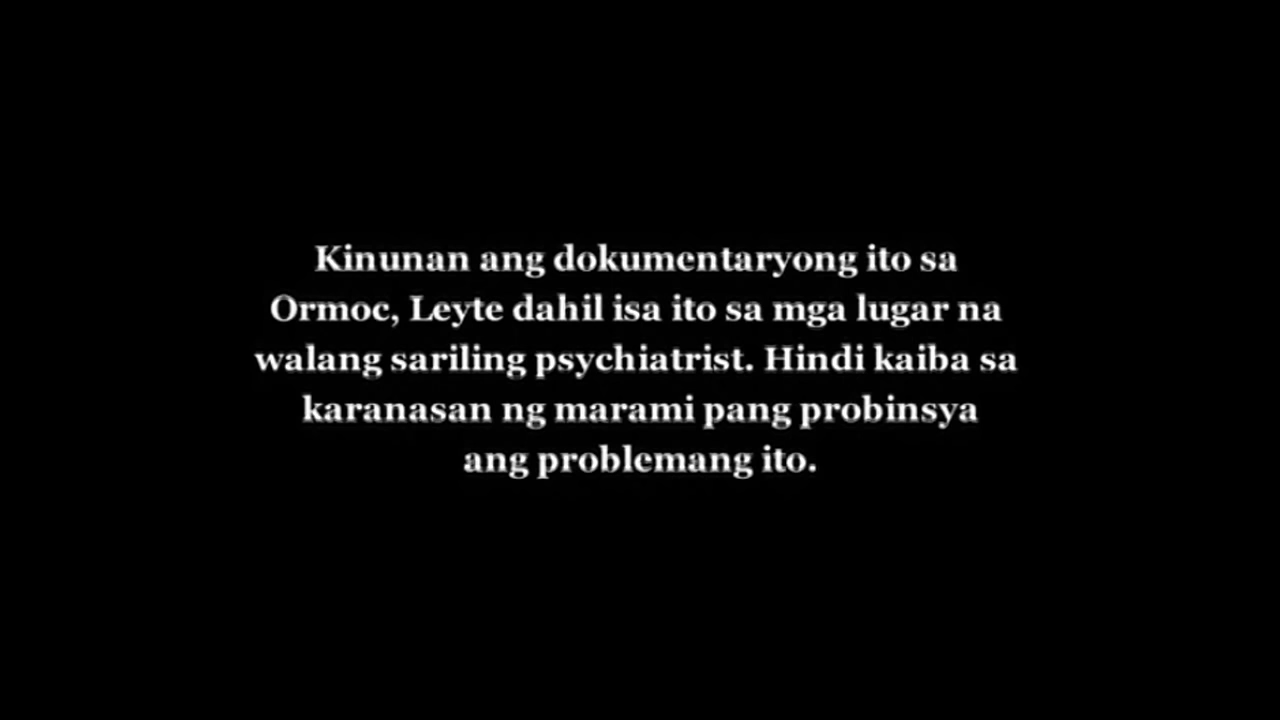 Kinunan ang dokumentaryong ito sa
Ormoc, Leyte dahil isa ito sa mga lugar na
walang sariling psychiatrist. Hindi kaiba sa
karanasan ng marami pang probinsya
ang problemang ito.